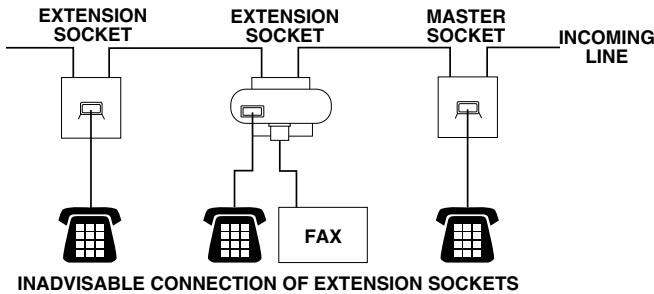 EXTENSION
SOCKET
EXTENSION
SOCKET
MASTER
SOCKET
INCOMING
LINE
FAX
INADVISABLE CONNECTION OF EXTENSION SOCKETS